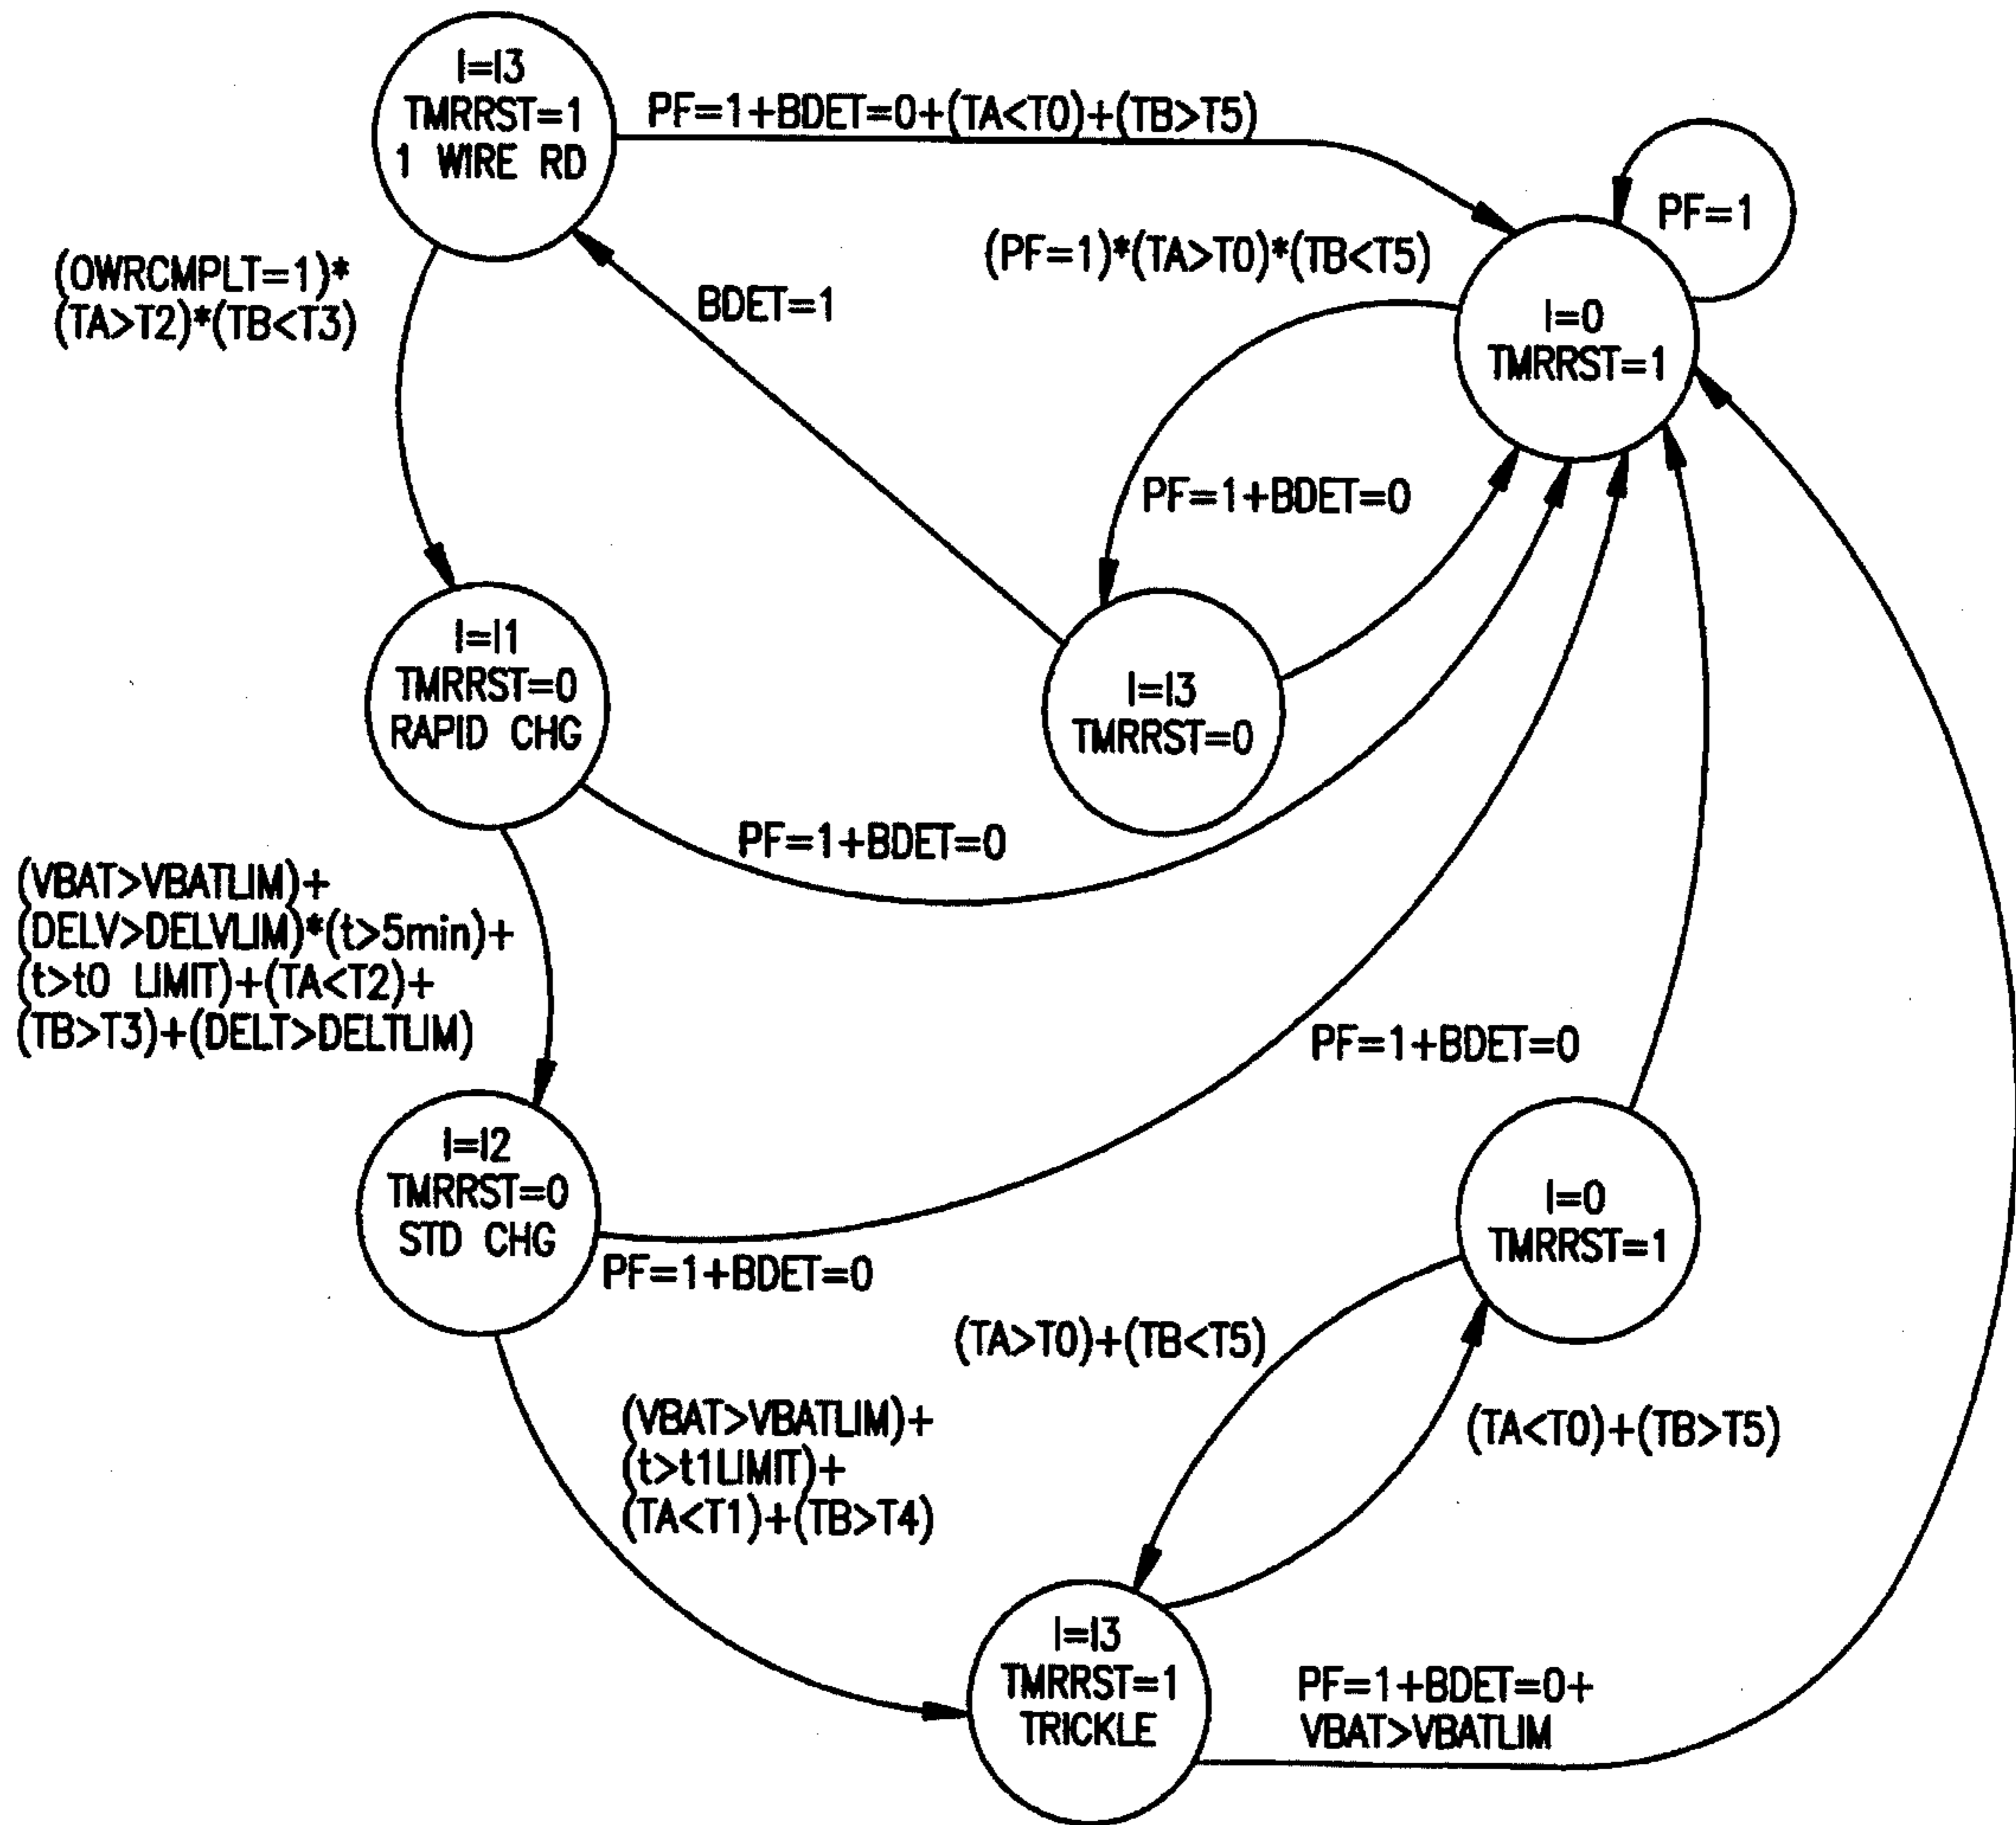 I=I3
TMRRST=1
1 WIRE RD
PF=1+BDET=0+(TA<T0)+(TB>T5)
PF=1
(PF=1)*(TA>T0)*(TB<T5)
(OWRCMPLT=1)*
(TA>T2)*(TB<T3)
BDET=1
I=0
TMRRST=1
PF=1+BDET=0
I=I1
TMRRST=0
RAPID CHG
I=I3
TMRRST=0
PF=1+BDET=0
(VBAT>VBATLIM)+
(DELV>DELVLIM)*(t>5min)+
(t>t0 LIMIT)+(TA<T2)+
(TB>T3)+(DELT>DELTLIM)
PF=1+BDET=0
I=I2
TMRRST=0
STD CHG
PF=1+BDET=0
I=0
TMRRST=1
(TA>T0)+(TB<T5)
(VBAT>VBATLIM)+
(t>t1LIMIT)+
(TA<T1)+(TB>T4)
(TA<T0)+(TB>T5)
I=I3
TMRRST=1
TRICKLE
PF=1+BDET=0+
VBAT>VBATLIM